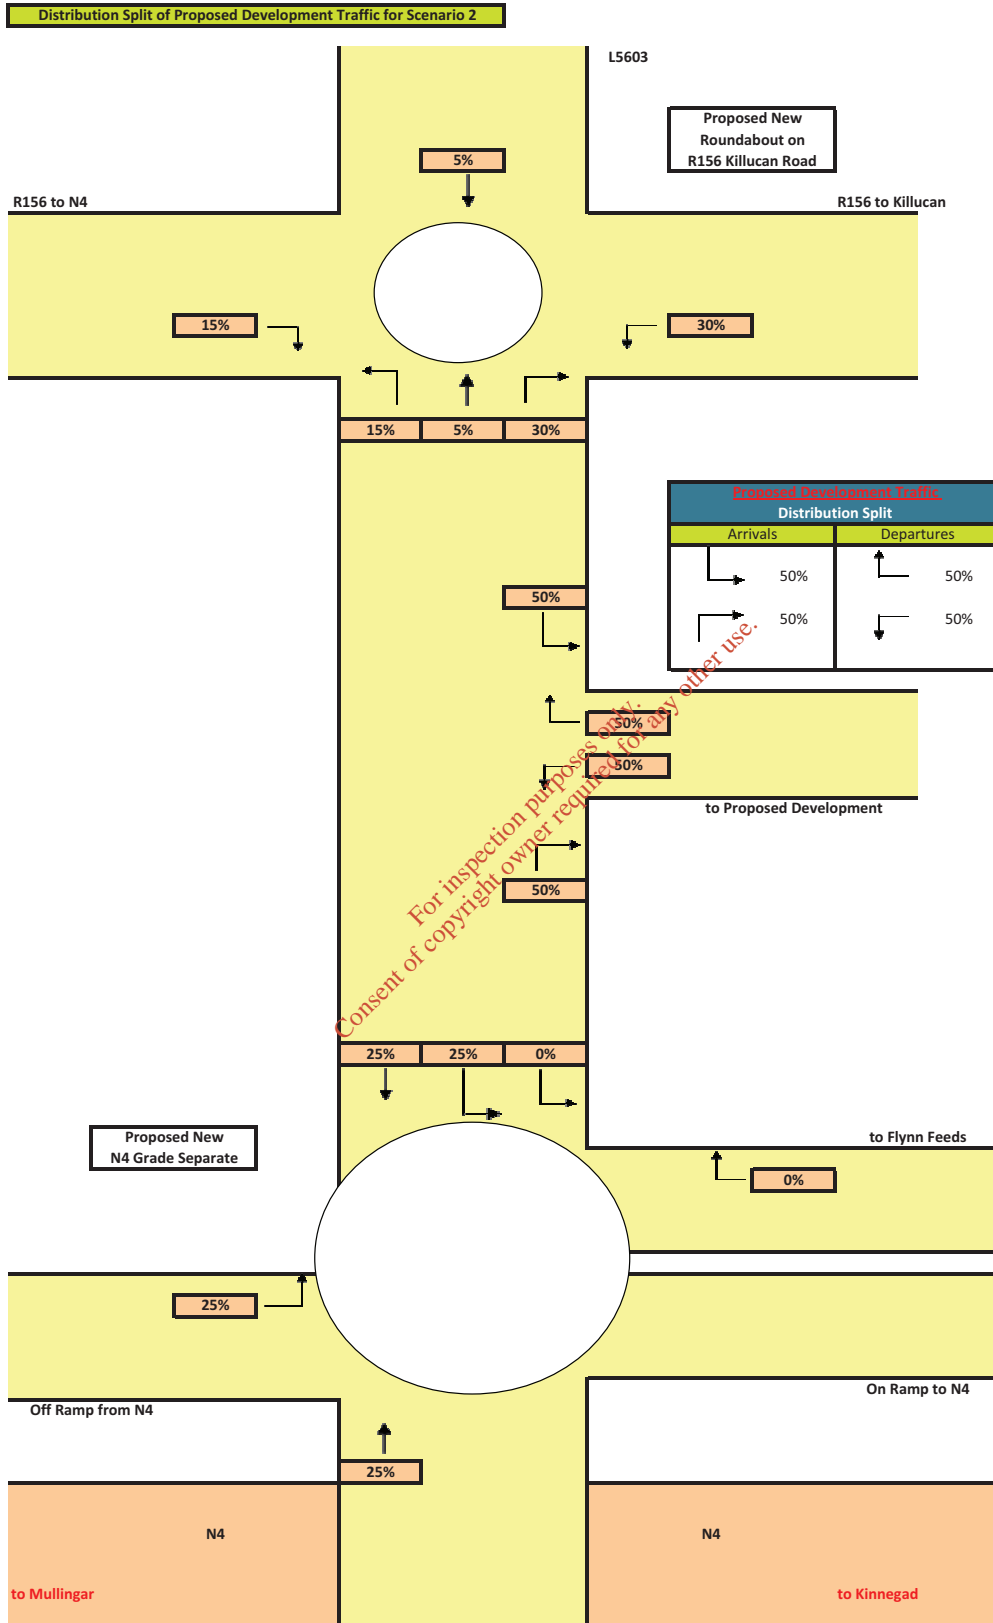 Distribution Split of Proposed Development Traffic for Scenario 2
L5603
Proposed New
Roundabout on
R156 Killucan Road
5%
R156 to N4
R156 to Killucan
15%
30%
15% 5% 30%
Proposed Development Traffic
Distribution Split
Arrivals Departures
50% 50%
50% 50%
50%
50%
50%
to Proposed Development
50%
For inspection purposes only.
Consent of copyright owner required for any other use.
25% 25% 0%
Proposed New
N4 Grade Separate
to Flynn Feeds
0%
25%
On Ramp to N4
Off Ramp from N4
25%
N4
N4
to Mullingar
to Kinnegad